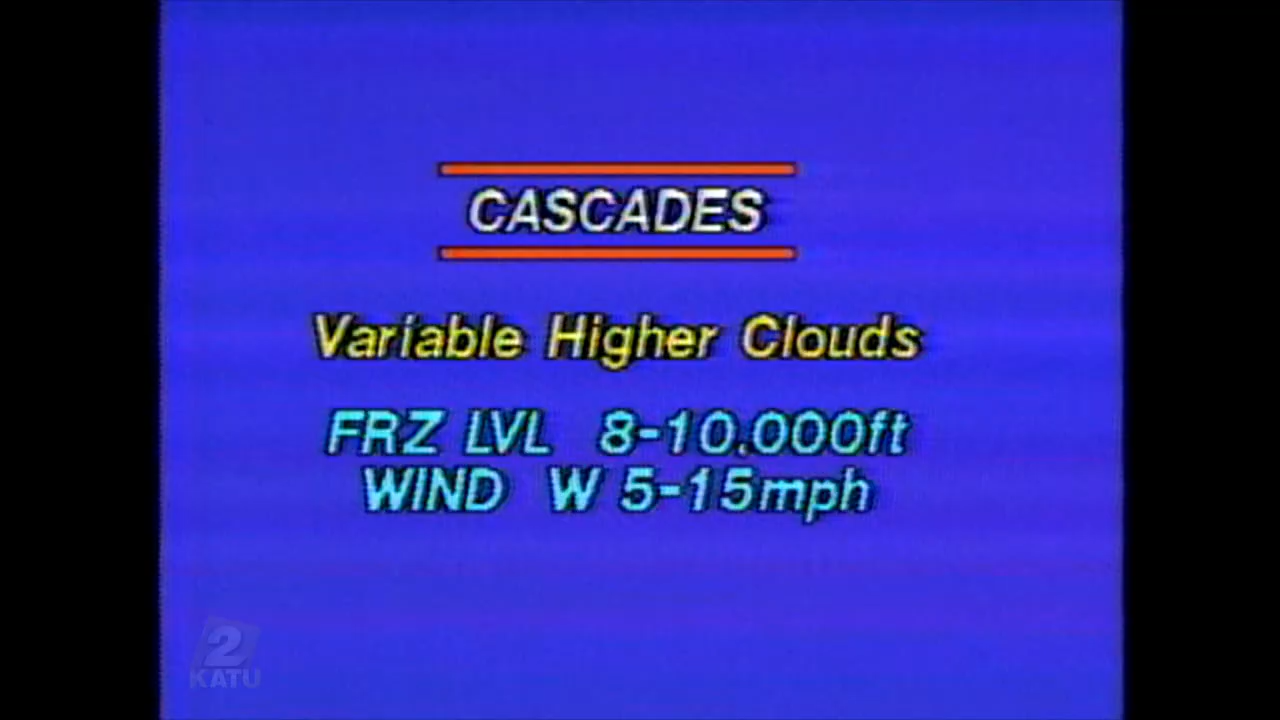 CASCADES
Variable Higher Clouds
FRZ LVL 8-10,000ft
WIND W 5-15mph
2
KATU